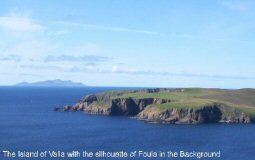 The Island of Vaila with the silhouette of Foula in the Background